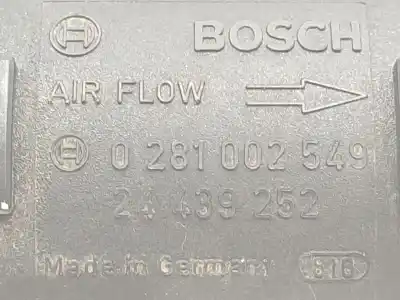 BOSCH
AIR FLOW
0 281 002 549
24 439 252
Made in Germany